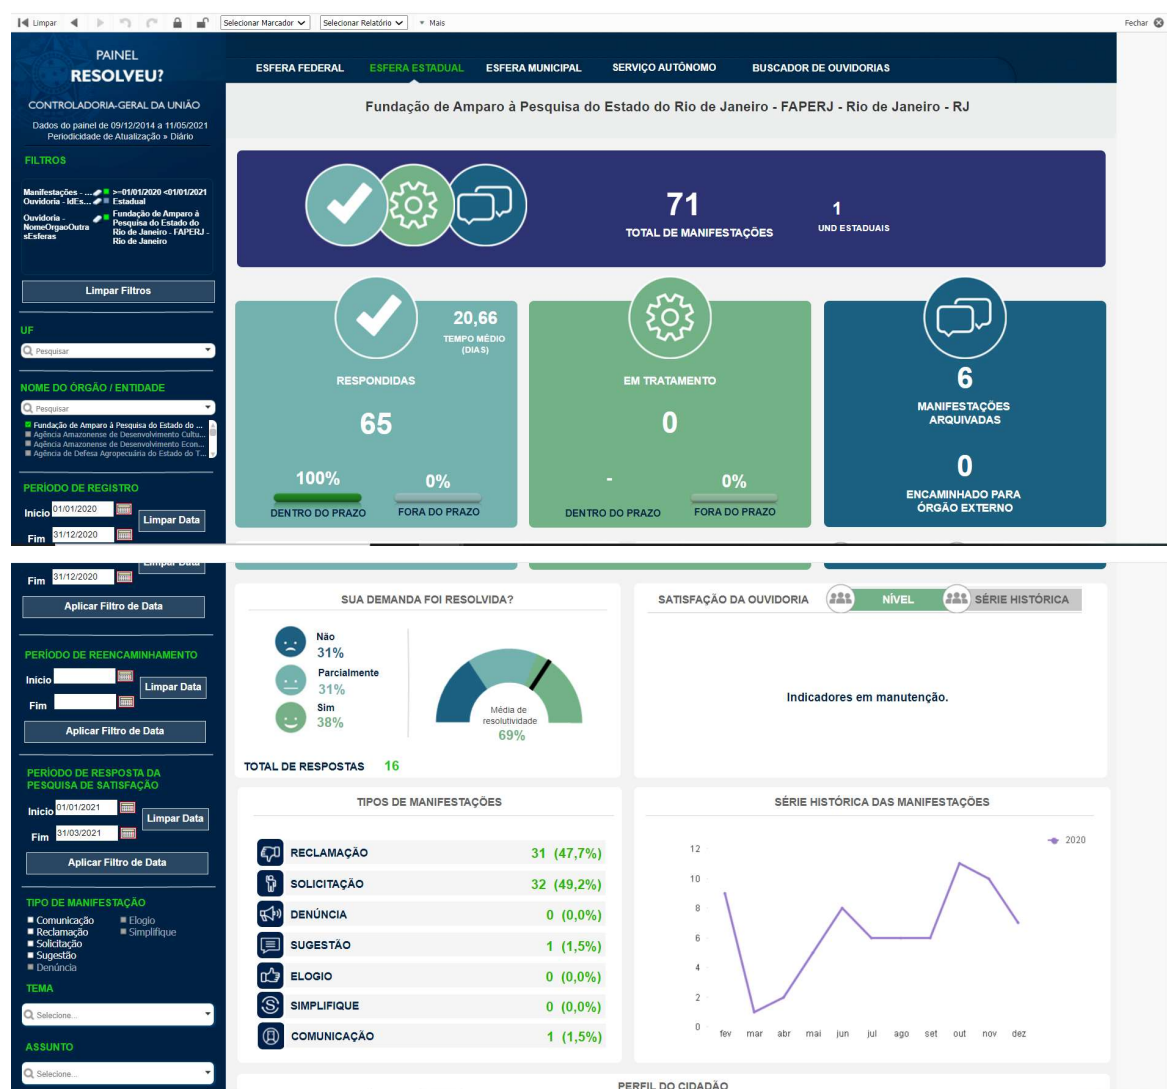 Limpar
Selecionar Marcador
Selecionar Relatório
Mais
Fechar
PAINEL
RESOLVEU?
CONTROLADORIA-GERAL DA UNIÃO
Dados do painel de 09/12/2014 a 11/05/2021
Periodicidade de Atualização » Diário
FILTROS
Manifestações - ... >=01/01/2020 <01/01/2021
Ouvidoria - IdEs... Estadual
Ouvidoria -
NomeOrgaoOutra
sEsferas
Fundação de Amparo à
Pesquisa do Estado do
Rio de Janeiro - FAPERJ -
Rio de Janeiro
Limpar Filtros
UF
Pesquisar
NOME DO ÓRGÃO / ENTIDADE
Pesquisar
Fundação de Amparo à Pesquisa do Estado do ...
Agência Amazonense de Desenvolvimento Cultu...
Agência Amazonense de Desenvolvimento Econ...
Agência de Defesa Agropecuária do Estado do T...
PERÍODO DE REGISTRO
Inicio 01/01/2020
Limpar Data
Fim 31/12/2020
ESFERA FEDERAL ESFERA ESTADUAL ESFERA MUNICIPAL SERVIÇO AUTÔNOMO BUSCADOR DE OUVIDORIAS
Fundação de Amparo à Pesquisa do Estado do Rio de Janeiro - FAPERJ - Rio de Janeiro - RJ
71
TOTAL DE MANIFESTAÇÕES
1
UND ESTADUAIS
20,66
TEMPO MÉDIO
(DIAS)
RESPONDIDAS
65
100%
DENTRO DO PRAZO
0%
FORA DO PRAZO
EM TRATAMENTO
0
-
DENTRO DO PRAZO
0%
FORA DO PRAZO
6
MANIFESTAÇÕES
ARQUIVADAS
0
ENCAMINHADO PARA
ÓRGÃO EXTERNO
Limpar Data
Fim 31/12/2020
Aplicar Filtro de Data
PERÍODO DE REENCAMINHAMENTO
Inicio
Limpar Data
Fim
Aplicar Filtro de Data
PERÍODO DE RESPOSTA DA
PESQUISA DE SATISFAÇÃO
Inicio 01/01/2021
Limpar Data
Fim 31/03/2021
Aplicar Filtro de Data
TIPO DE MANIFESTAÇÃO
Comunicação Elogio
Reclamação Simplifique
Solicitação
Sugestão
Denúncia
TEMA
Selecione...
ASSUNTO
Selecione...
SUA DEMANDA FOI RESOLVIDA?
Não
31%
Parcialmente
31%
Sim
38%
Média de
resolutividade
69%
TOTAL DE RESPOSTAS 16
SATISFAÇÃO DA OUVIDORIA NÍVEL SÉRIE HISTÓRICA
Indicadores em manutenção.
TIPOS DE MANIFESTAÇÕES
RECLAMAÇÃO 31 (47,7%)
SOLICITAÇÃO 32 (49,2%)
DENÚNCIA 0 (0,0%)
SUGESTÃO 1 (1,5%)
ELOGIO 0 (0,0%)
SIMPLIFIQUE 0 (0,0%)
COMUNICAÇÃO 1 (1,5%)
SÉRIE HISTÓRICA DAS MANIFESTAÇÕES
2020
12
10
8
6
4
2
0
fev mar abr mai jun jul ago set out nov dez
PERFIL DO CIDADÃO